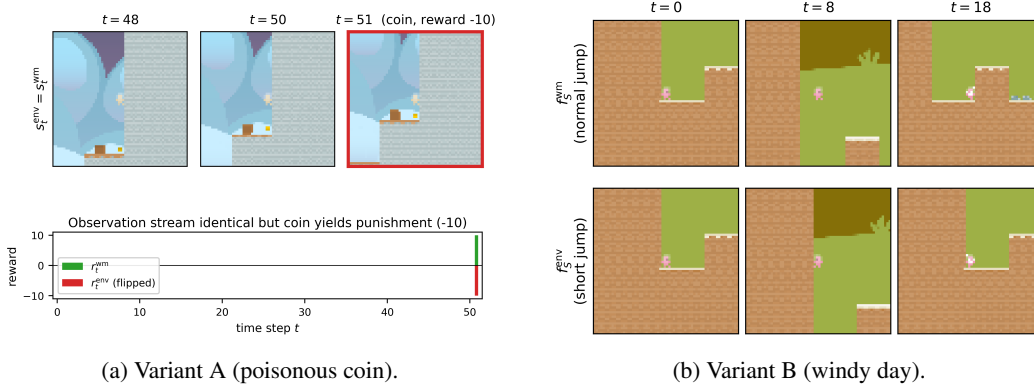 t = 48
t = 50
t = 51 (coin, reward -10)
s_t^env = s_t^wm
Observation stream identical but coin yields punishment (-10)
reward
10
0
−10
r_t^wm
r_t^env (flipped)
0
10
20
30
40
50
time step t
(a) Variant A (poisonous coin).
t = 0
t = 8
t = 18
f_s^wm
(normal jump)
f_s^env
(short jump)
(b) Variant B (windy day).